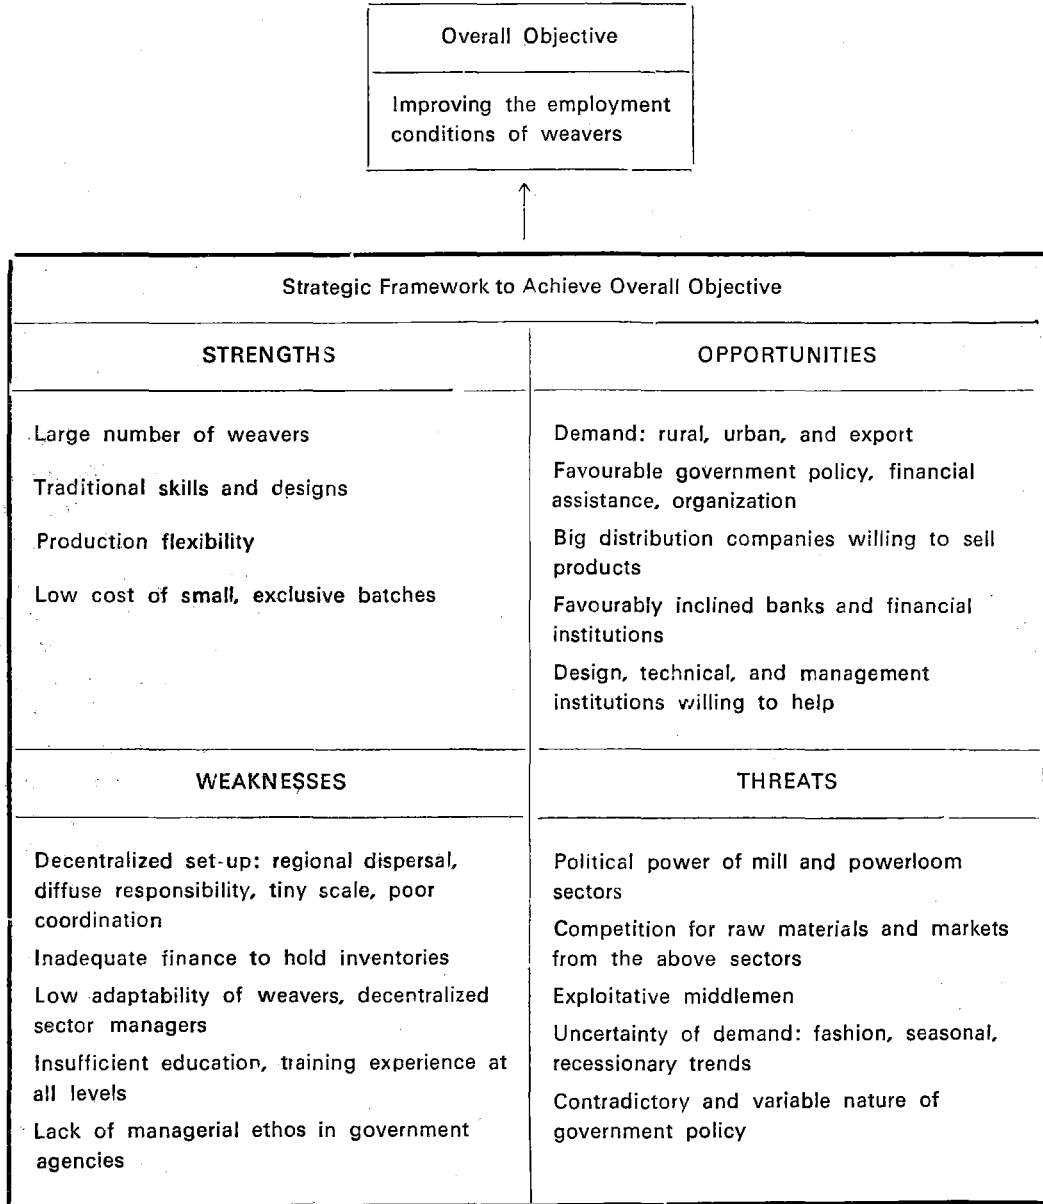 Overall Objective
Improving the employment
conditions of weavers
Strategic Framework to Achieve Overall Objective
STRENGTHS
Large number of weavers
Traditional skills and designs
Production flexibility
Low cost of small, exclusive batches
OPPORTUNITIES
Demand: rural, urban, and export
Favourable government policy, financial
assistance, organization
Big distribution companies willing to sell
products
Favourably inclined banks and financial
institutions
Design, technical, and management
institutions willing to help
WEAKNESSES
Decentralized set-up: regional dispersal,
diffuse responsibility, tiny scale, poor
coordination
Inadequate finance to hold inventories
Low adaptability of weavers, decentralized
sector managers
Insufficient education, training experience at
all levels
Lack of managerial ethos in government
agencies
THREATS
Political power of mill and powerloom
sectors
Competition for raw materials and markets
from the above sectors
Exploitative middlemen
Uncertainty of demand: fashion, seasonal,
recessionary trends
Contradictory and variable nature of
government policy